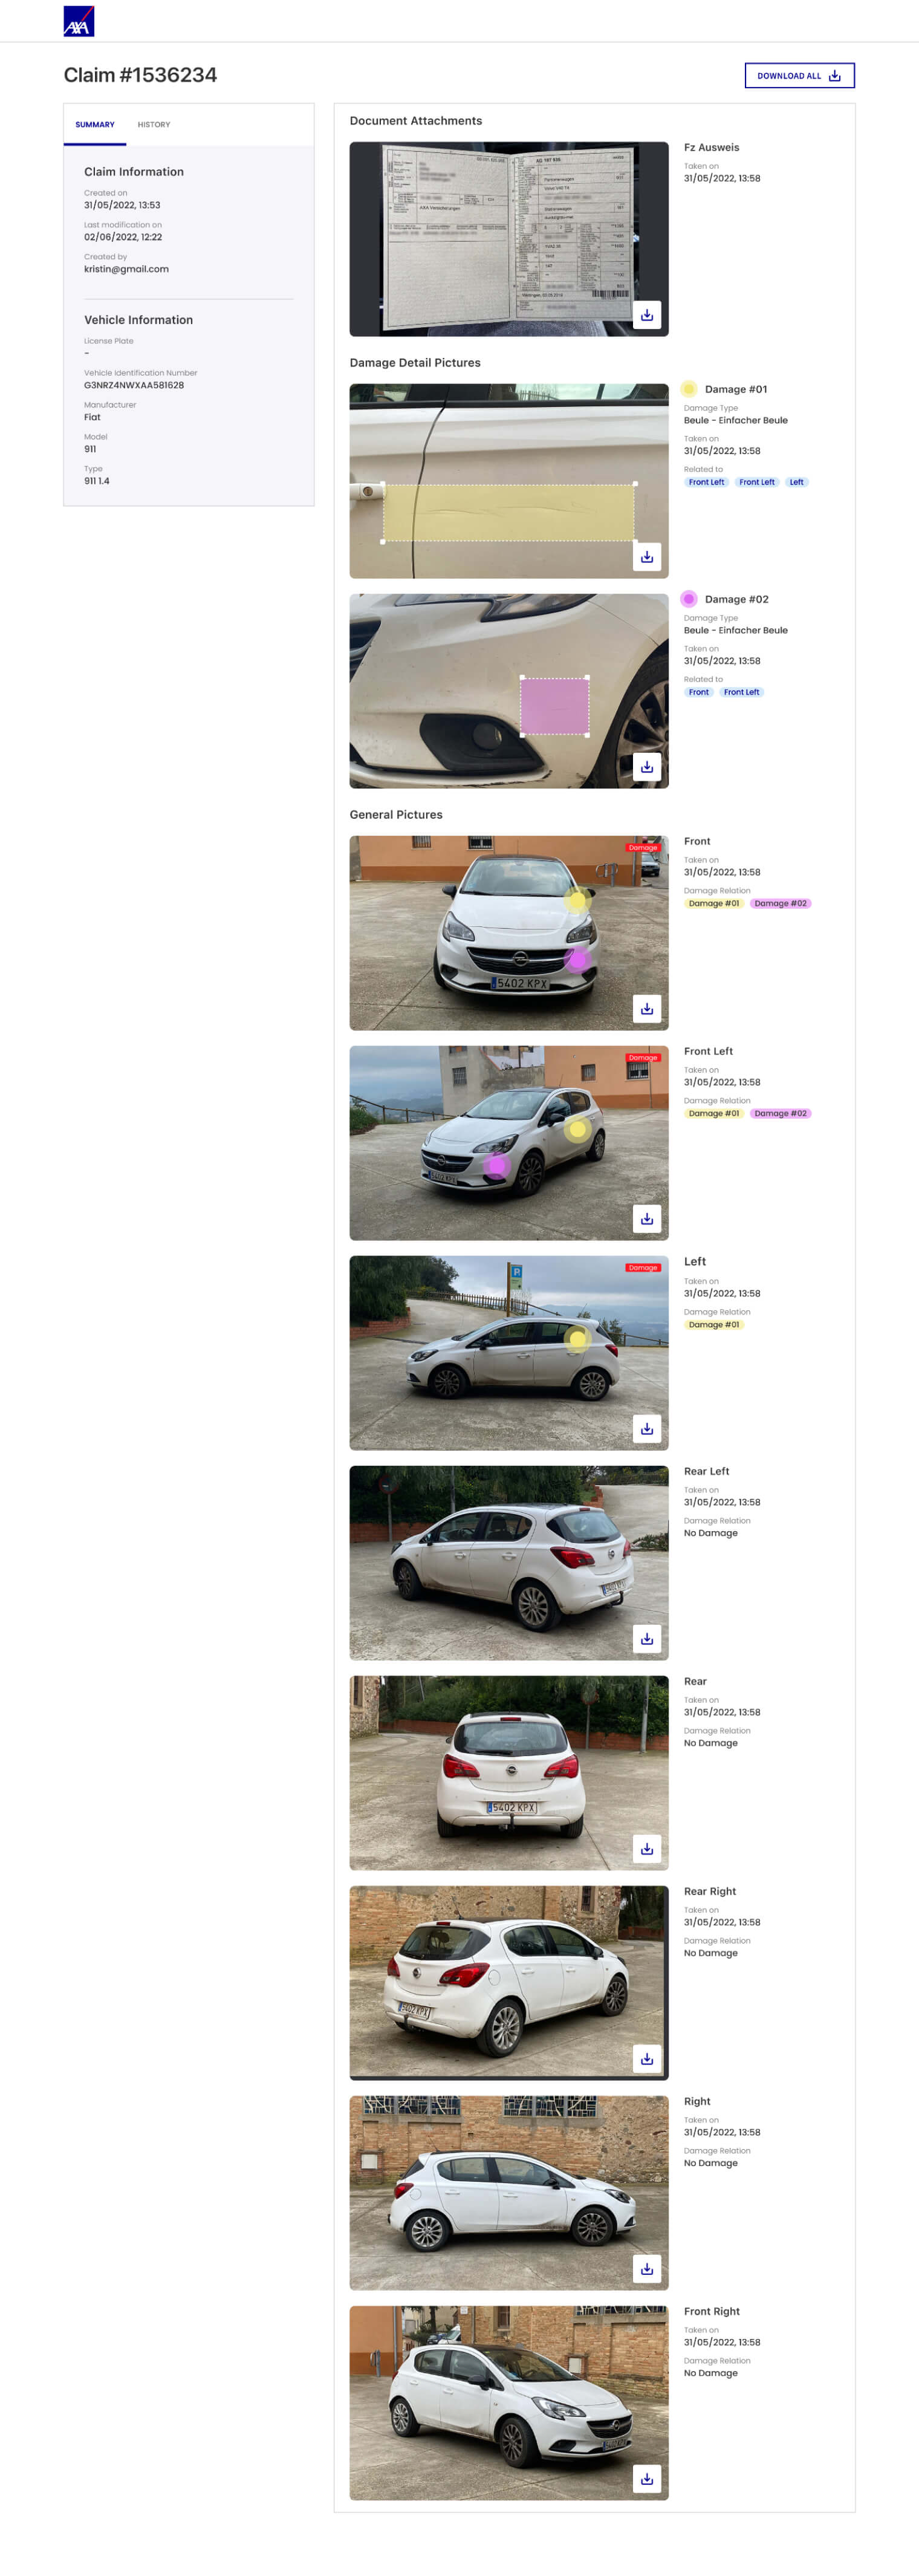 AXA
Claim #1536234
DOWNLOAD ALL
SUMMARY HISTORY
Claim Information
Created on
31/05/2022, 13:53
Last modification on
02/06/2022, 12:22
Created by
kristin@gmail.com
Vehicle Information
License Plate
-
Vehicle Identification Number
G3NRZ4NWXAA581628
Manufacturer
Fiat
Model
911
Type
911 1.4
Document Attachments
AXA Versicherungen
Personenwagen
Fz Ausweis
Taken on
31/05/2022, 13:58
Damage Detail Pictures
Damage #01
Damage Type
Beule - Einfacher Beule
Taken on
31/05/2022, 13:58
Related to
Front Left Front Left Left
Damage #02
Damage Type
Beule - Einfacher Beule
Taken on
31/05/2022, 13:58
Related to
Front Front Left
General Pictures
Damage
5402 KPX
Front
Taken on
31/05/2022, 13:58
Damage Relation
Damage #01 Damage #02
Damage
5402 KPX
Front Left
Taken on
31/05/2022, 13:58
Damage Relation
Damage #01 Damage #02
Damage
P
Left
Taken on
31/05/2022, 13:58
Damage Relation
Damage #01
Rear Left
Taken on
31/05/2022, 13:58
Damage Relation
No Damage
5402 KPX
Rear
Taken on
31/05/2022, 13:58
Damage Relation
No Damage
5402 KPX
Rear Right
Taken on
31/05/2022, 13:58
Damage Relation
No Damage
Right
Taken on
31/05/2022, 13:58
Damage Relation
No Damage
Front Right
Taken on
31/05/2022, 13:58
Damage Relation
No Damage